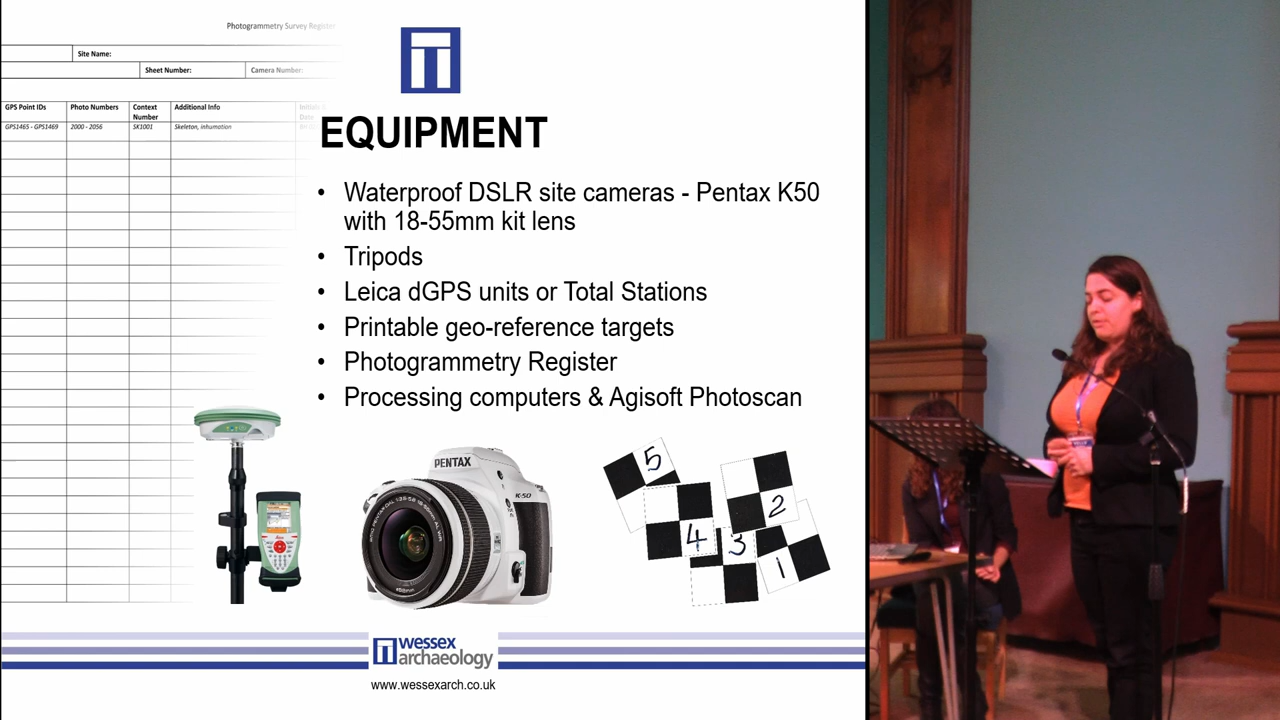 Photogrammetry Survey Register
Site Name:
Sheet Number: Camera Number:
GPS Point IDs Photo Numbers Context Number Additional Info Initials & Date
GPS1465 - GPS1469 2000 - 2056 SK1001 Skeleton, inhumation
EQUIPMENT
• Waterproof DSLR site cameras - Pentax K50
with 18-55mm kit lens
• Tripods
• Leica dGPS units or Total Stations
• Printable geo-reference targets
• Photogrammetry Register
• Processing computers & Agisoft Photoscan
PENTAX
K-50
5
4
3
2
1
wessex
archaeology
www.wessexarch.co.uk